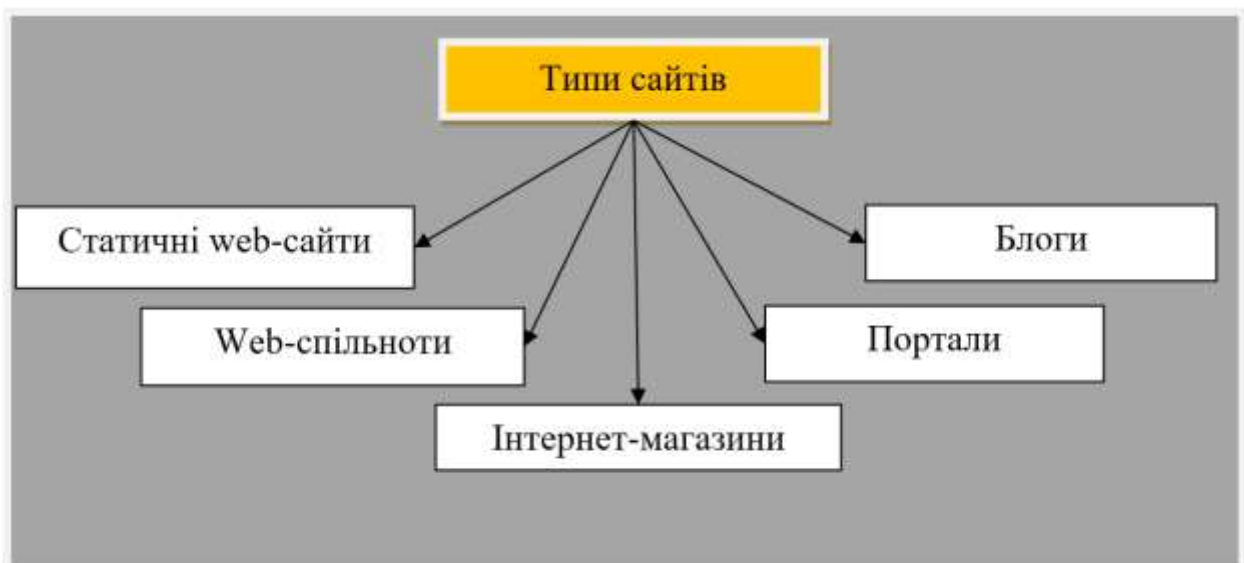 Типи сайтів
Статичні web-сайти
Блоги
Web-спільноти
Портали
Інтернет-магазини